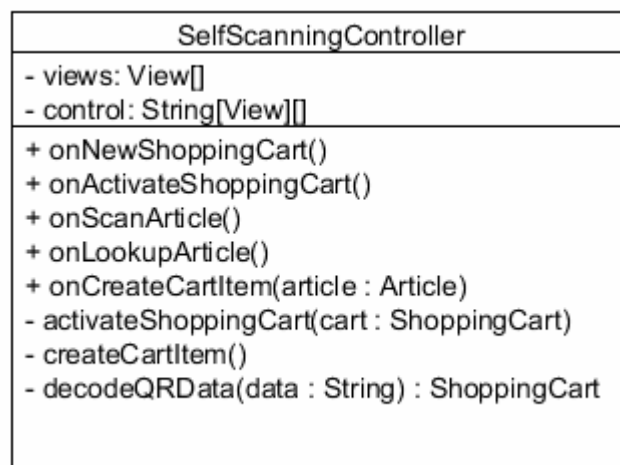 SelfScanningController
- views: View[]
- control: String[View][]
+ onNewShoppingCart()
+ onActivateShoppingCart()
+ onScanArticle()
+ onLookupArticle()
+ onCreateCartItem(article : Article)
- activateShoppingCart(cart : ShoppingCart)
- createCartItem()
- decodeQRData(data : String) : ShoppingCart